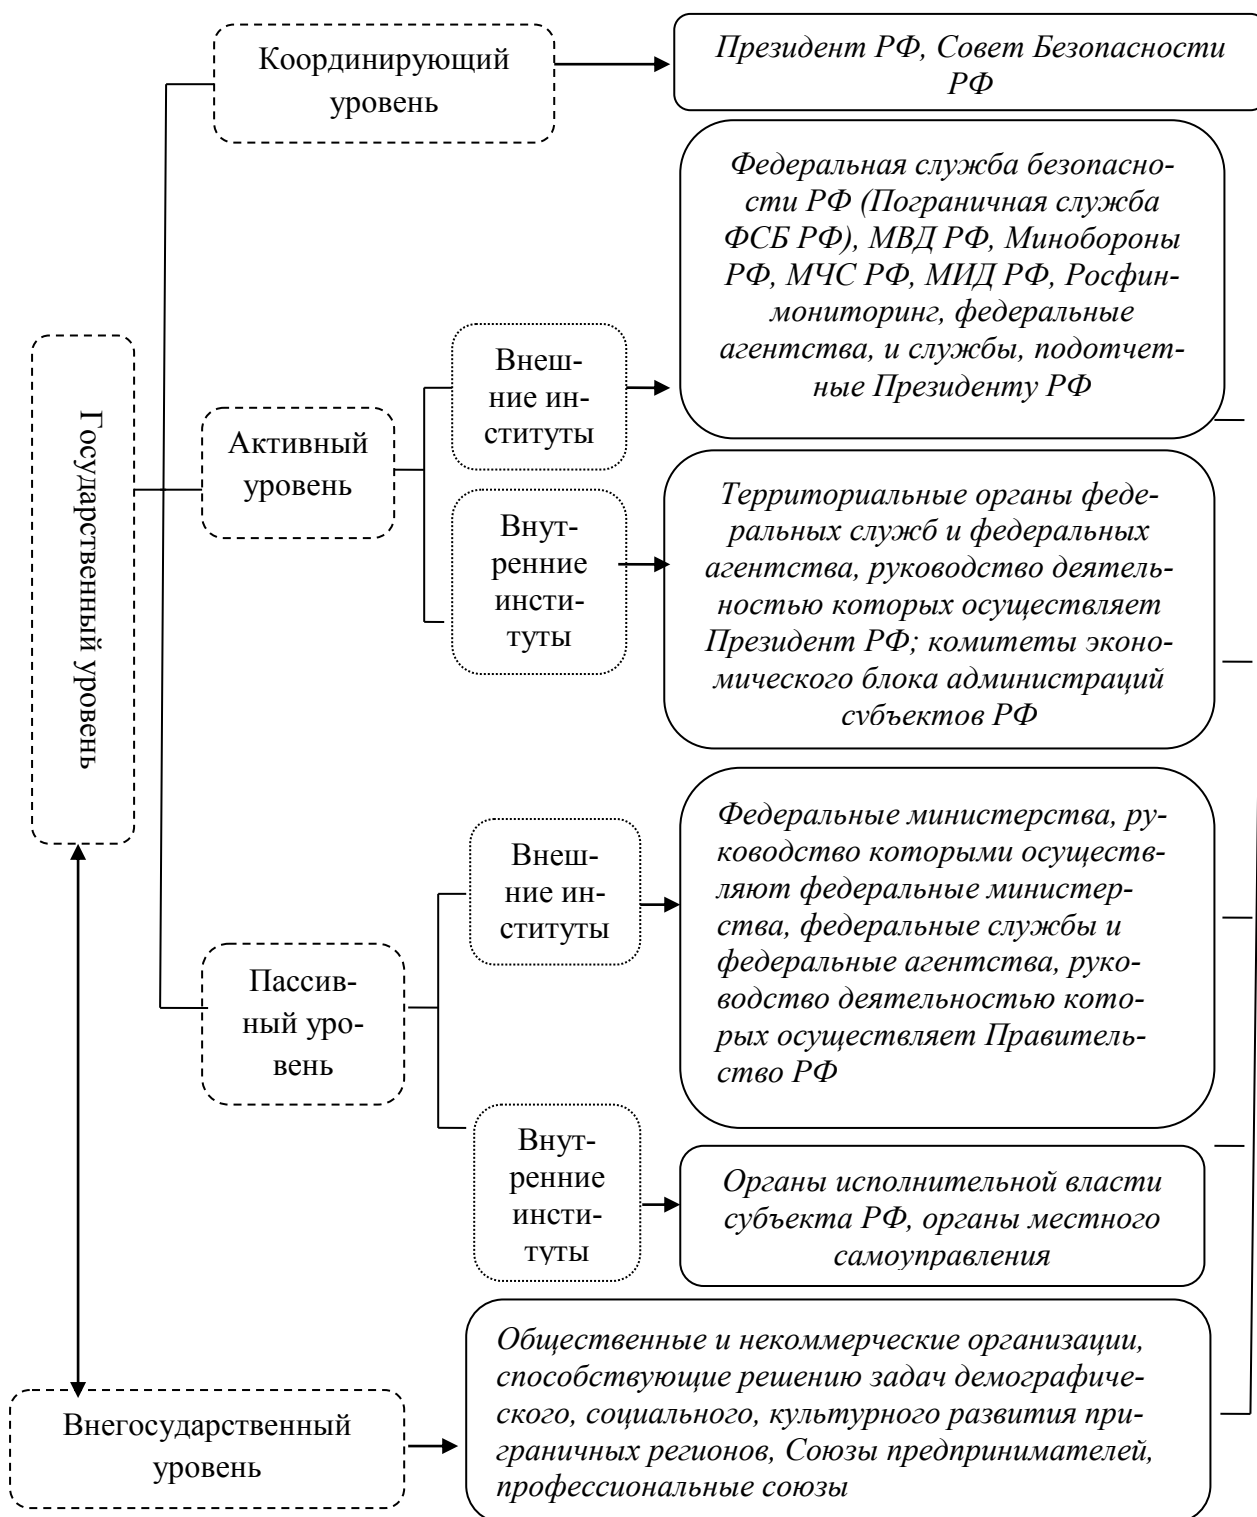 Координирующий
уровень
Президент РФ, Совет Безопасности
РФ
Федеральная служба безопасно-
сти РФ (Пограничная служба
ФСБ РФ), МВД РФ, Минобороны
РФ, МЧС РФ, МИД РФ, Росфин-
мониторинг, федеральные
агентства, и службы, подотчет-
ные Президенту РФ
Государственный уровень
Активный
уровень
Внеш-
ние ин-
ституты
Внут-
ренние
инсти-
туты
Территориальные органы феде-
ральных служб и федеральных
агентства, руководство деятель-
ностью которых осуществляет
Президент РФ; комитеты эконо-
мического блока администраций
субъектов РФ
Пассив-
ный уро-
вень
Внеш-
ние ин-
ституты
Федеральные министерства, ру-
ководство которыми осуществ-
ляют федеральные министер-
ства, федеральные службы и
федеральные агентства, руко-
водство деятельностью кото-
рых осуществляет Правитель-
ство РФ
Внут-
ренние
инсти-
туты
Органы исполнительной власти
субъекта РФ, органы местного
самоуправления
Внегосударственный
уровень
Общественные и некоммерческие организации,
способствующие решению задач демографиче-
ского, социального, культурного развития при-
граничных регионов, Союзы предпринимателей,
профессиональные союзы